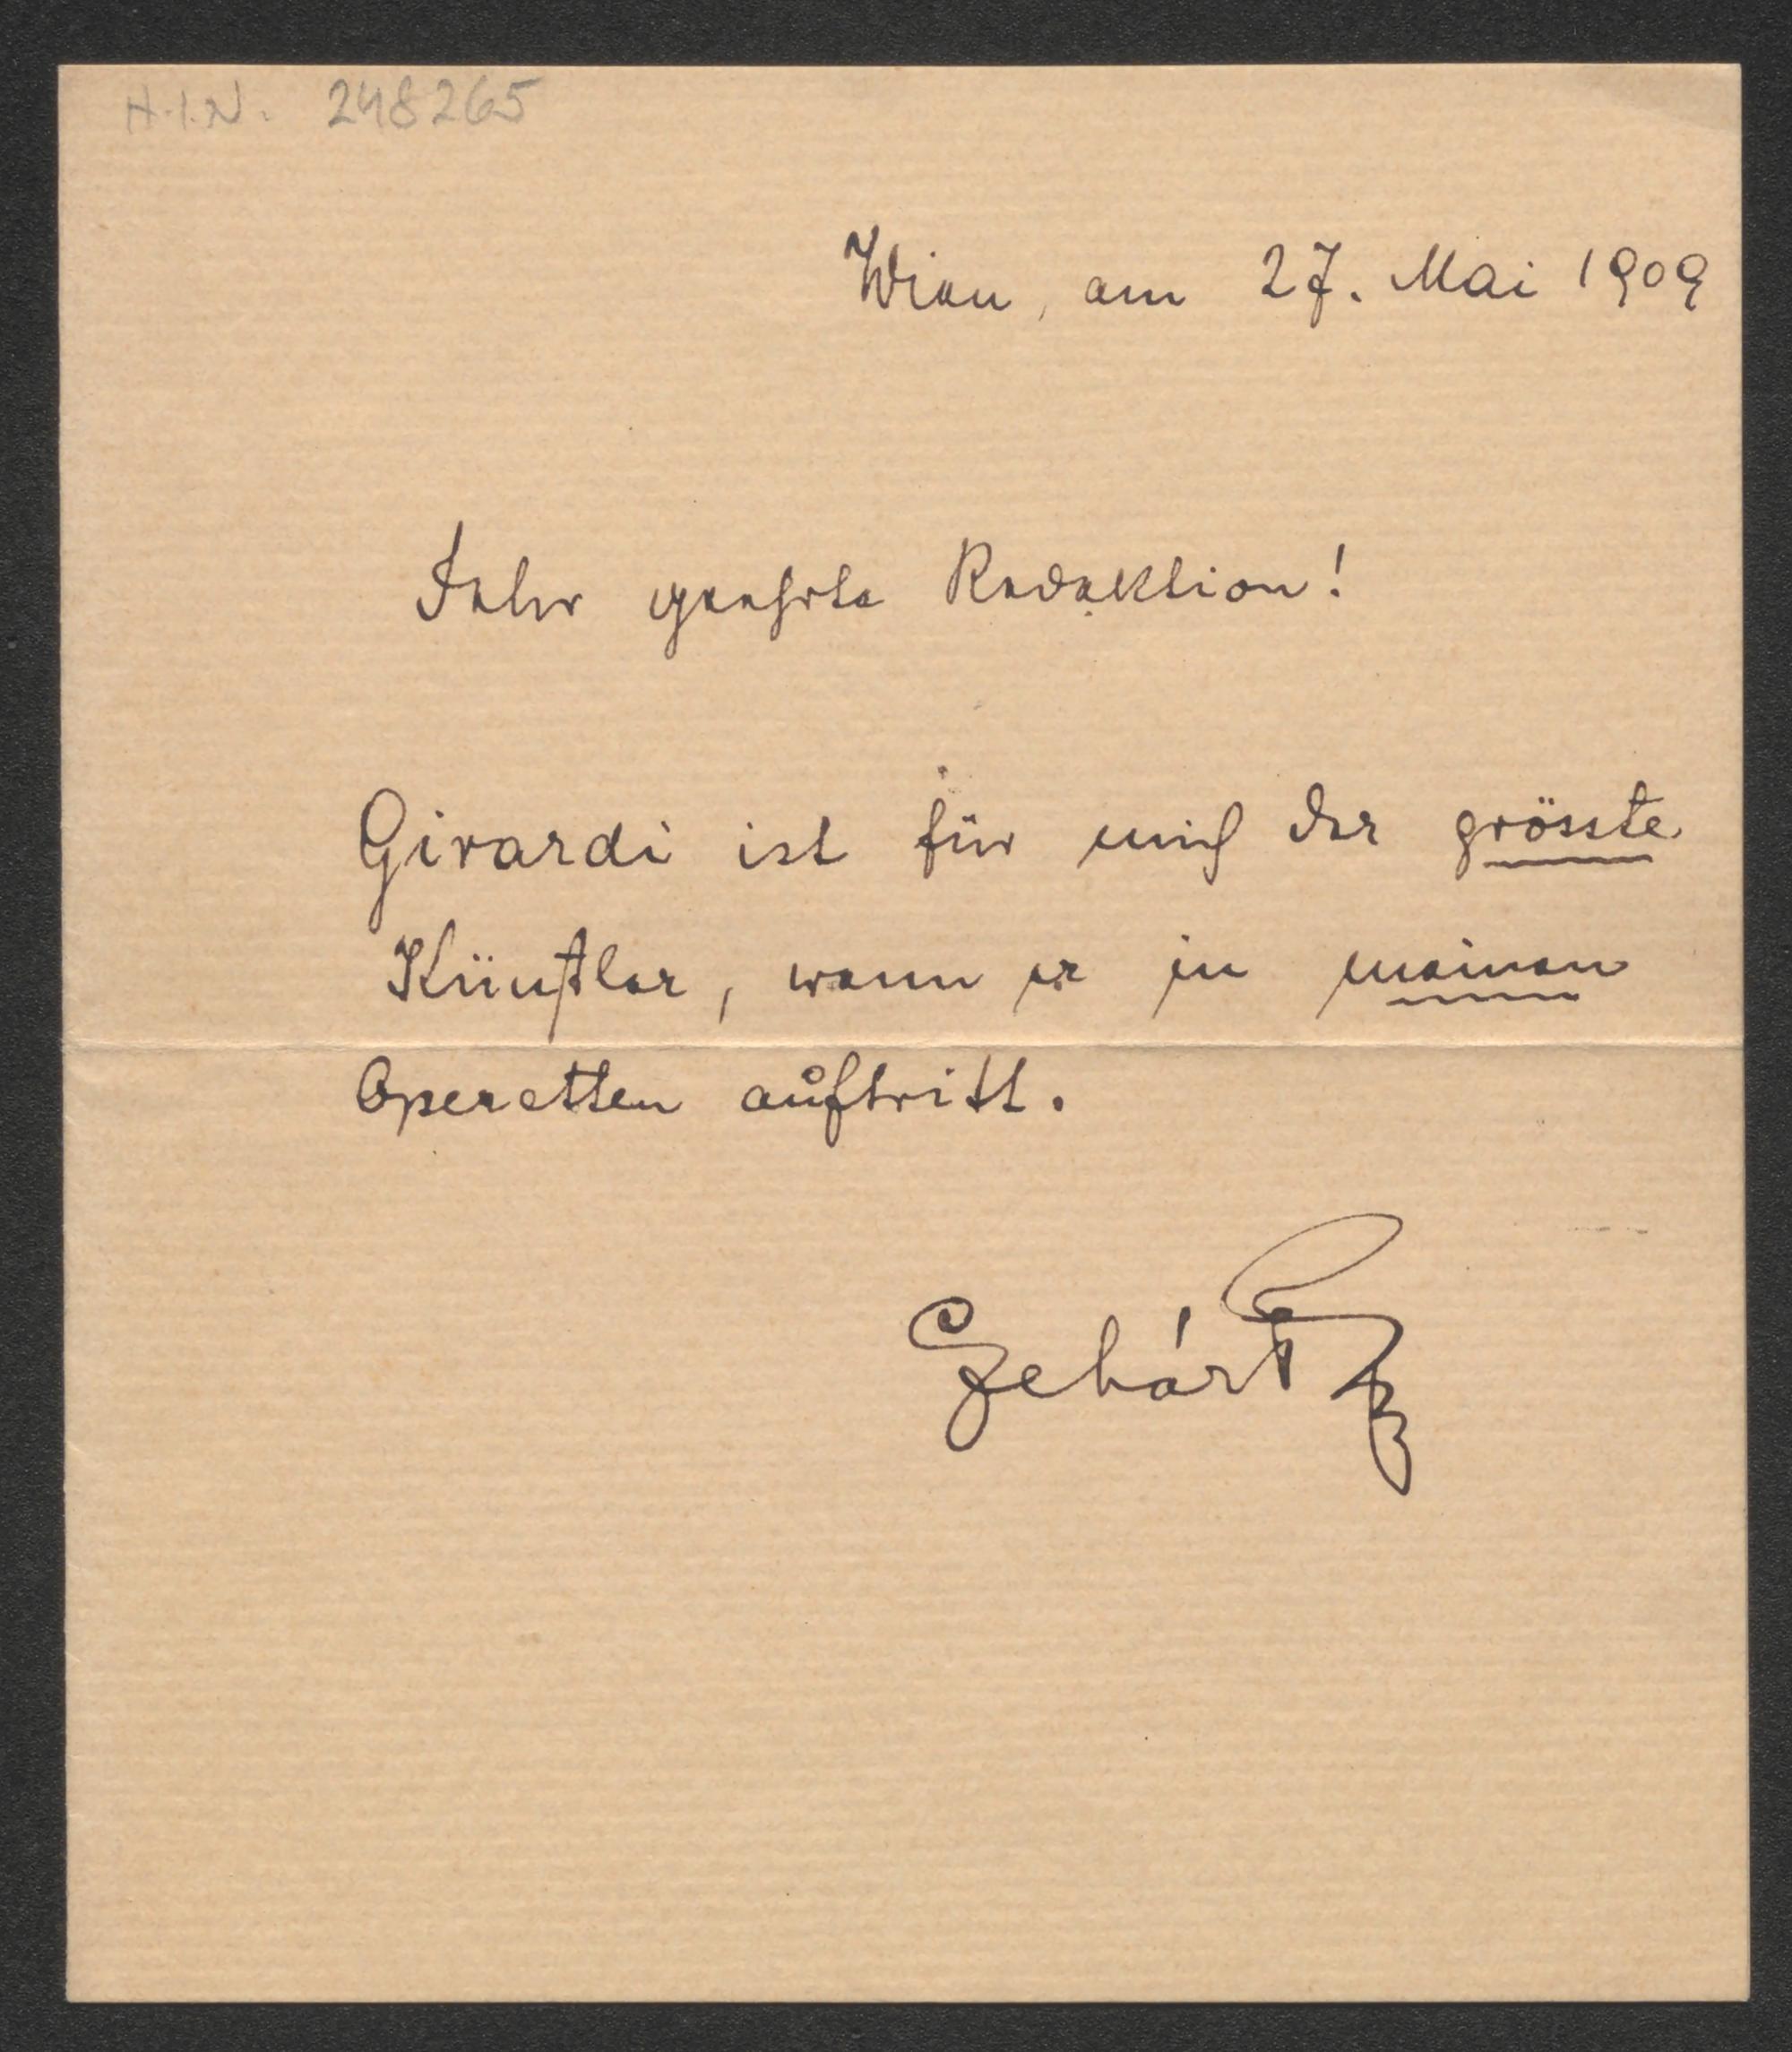 H.I.N. 248265
Wien, am 27. Mai 1909
Sehr geehrte Redaktion!
Girardi ist für mich der grösste
Künstler, wenn er in meinen
Operetten auftritt.
Lehár